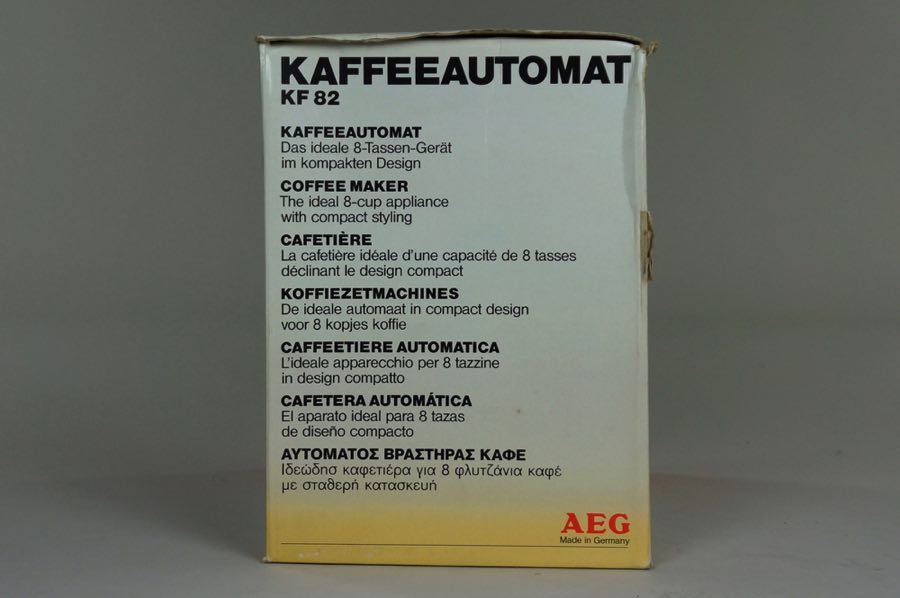 KAFFEEAUTOMAT
KF 82
KAFFEEAUTOMAT
Das ideale 8-Tassen-Gerät
im kompakten Design
COFFEE MAKER
The ideal 8-cup appliance
with compact styling
CAFETIÈRE
La cafetière idéale d'une capacité de 8 tasses
déclinant le design compact
KOFFIEZETMACHINES
De ideale automaat in compact design
voor 8 kopjes koffie
CAFFEETIERE AUTOMATICA
L'ideale apparecchio per 8 tazzine
in design compatto
CAFETERA AUTOMÁTICA
El aparato ideal para 8 tazas
de diseño compacto
ΑΥΤΟΜΑΤΟΣ ΒΡΑΣΤΗΡΑΣ ΚΑΦΕ
Ιδεώδησ καφετιέρα για 8 φλυτζάνια καφέ
με σταθερή κατασκευή
AEG
Made in Germany